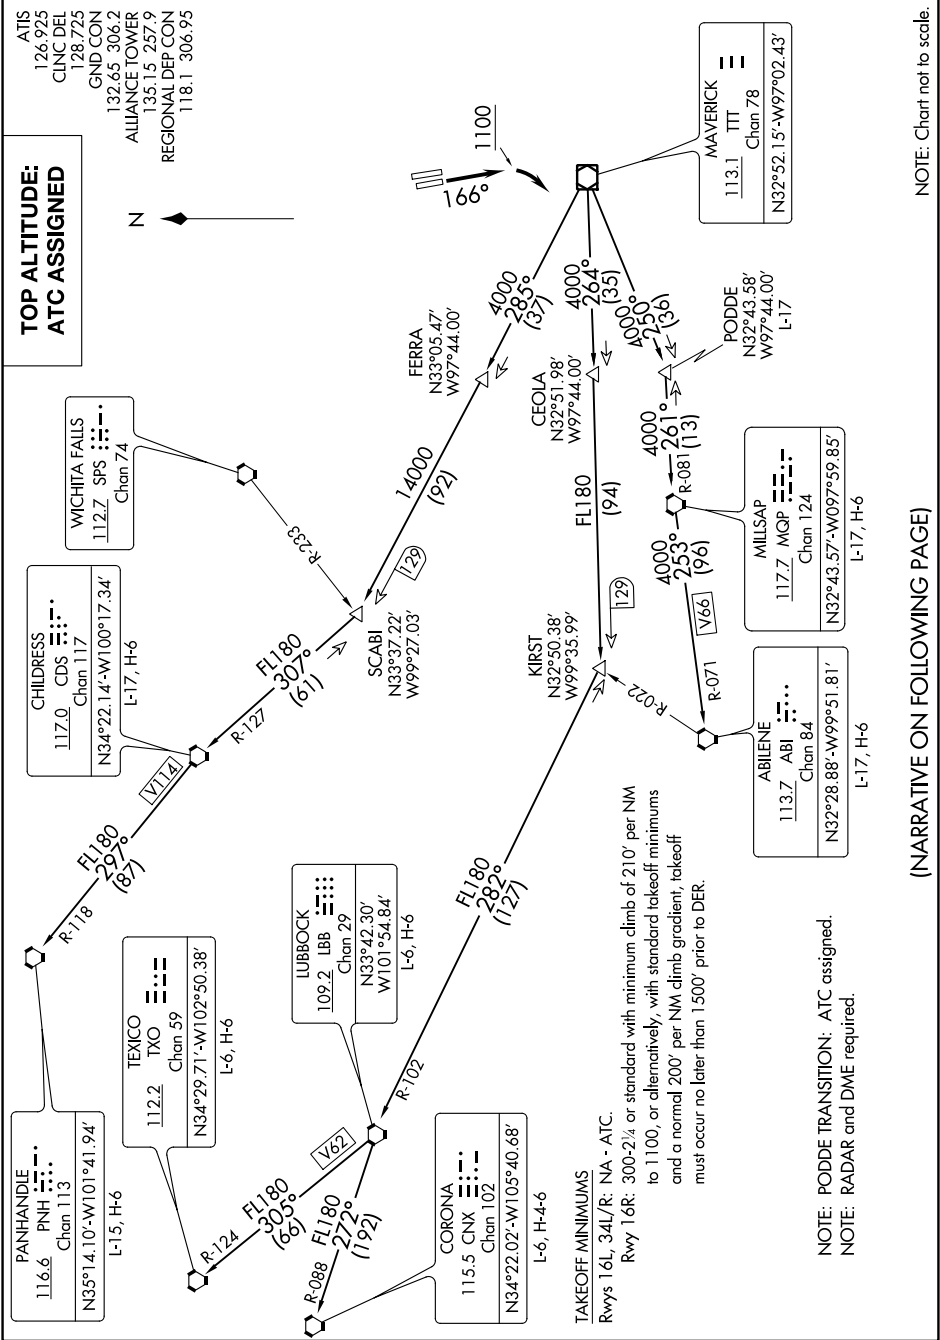 ATIS
126.925
CLNC DEL
128.725
GND CON
132.65 306.2
ALLIANCE TOWER
135.15 257.9
REGIONAL DEP CON
118.1 306.95
TOP ALTITUDE:
ATC ASSIGNED
N
1100
166°
MAVERICK
113.1 TTT
Chan 78
N32°52.15'-W97°02.43'
NOTE: Chart not to scale.
4000
285°
(37)
4000
264°
(35)
4000
250°
(36)
FERRA
N33°05.47'
W97°44.00'
CEOLA
N32°51.98'
W97°44.00'
PODDE
N32°43.58'
W97°44.00'
L-17
WICHITA FALLS
112.7 SPS
Chan 74
R-233
14000
(92)
129
FL180
(94)
129
4000
261°
(13)
R-081
MILLSAP
117.7 MQP
Chan 124
N32°43.57'-W097°59.85'
L-17, H-6
4000
253°
(96)
V66
R-071
CHILDRESS
117.0 CDS
Chan 117
N34°22.14'-W100°17.34'
L-17, H-6
SCABI
N33°37.22'
W99°27.03'
FL180
307°
(61)
R-127
KIRST
N32°50.38'
W99°35.99'
R-022
ABILENE
113.7 ABI
Chan 84
N32°28.88'-W99°51.81'
L-17, H-6
V114
FL180
297°
(87)
R-118
FL180
282°
(127)
R-102
LUBBOCK
109.2 LBB
Chan 29
N33°42.30'
W101°54.84'
L-6, H-6
TEXICO
112.2 TXO
Chan 59
N34°29.71'-W102°50.38'
L-6, H-6
PANHANDLE
116.6 PNH
Chan 113
N35°14.10'-W101°41.94'
L-15, H-6
V62
FL180
305°
(66)
R-124
FL180
272°
(192)
R-088
CORONA
115.5 CNX
Chan 102
N34°22.02'-W105°40.68'
L-6, H-4-6
TAKEOFF MINIMUMS
Rwys 16L, 34L/R: NA - ATC.
Rwy 16R: 300-2¼ or standard with minimum climb of 210' per NM
to 1100, or alternatively, with standard takeoff minimums
and a normal 200' per NM climb gradient, takeoff
must occur no later than 1500' prior to DER.
NOTE: PODDE TRANSITION: ATC assigned.
NOTE: RADAR and DME required.
(NARRATIVE ON FOLLOWING PAGE)